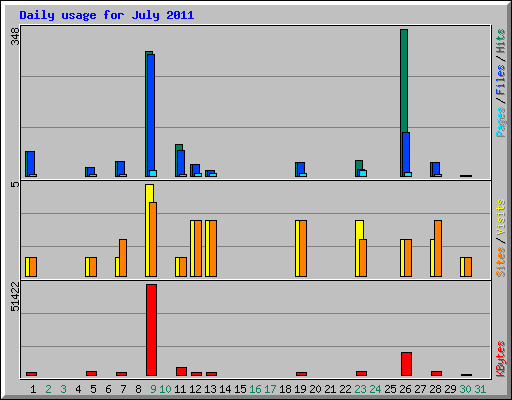 Daily usage for July 2011
348
Pages / Files / Hits
5
Sites / Visits
51422
KBytes
1 2 3 4 5 6 7 8 9 10 11 12 13 14 15 16 17 18 19 20 21 22 23 24 25 26 27 28 29 30 31